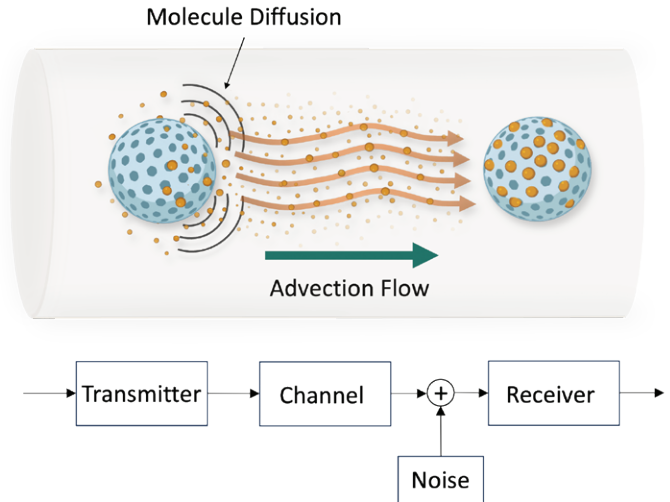 Molecule Diffusion
Advection Flow
Transmitter
Channel
+
Receiver
Noise